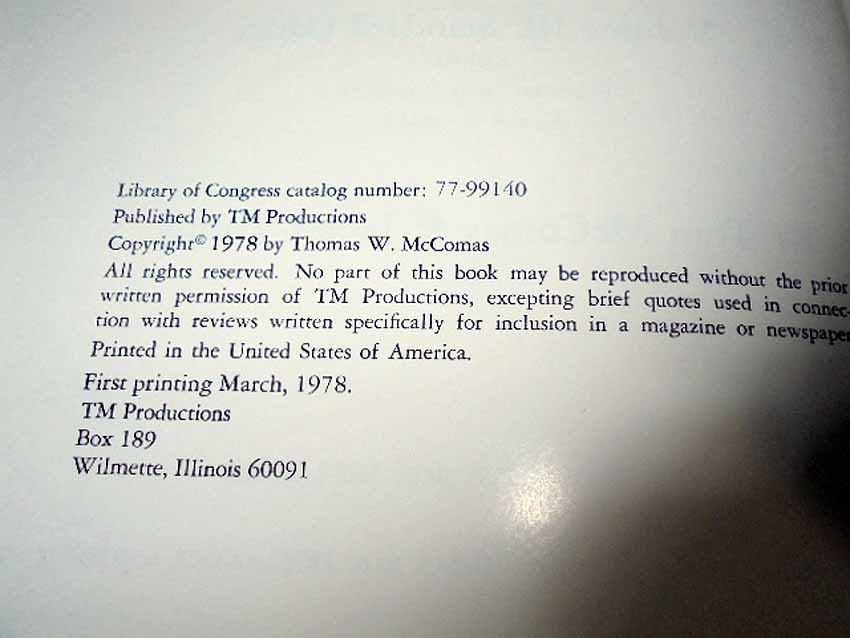 Library of Congress catalog number: 77-99140
Published by TM Productions
Copyright© 1978 by Thomas W. McComas
All rights reserved. No part of this book may be reproduced without the prior
written permission of TM Productions, excepting brief quotes used in connec-
tion with reviews written specifically for inclusion in a magazine or newspaper
Printed in the United States of America.
First printing March, 1978.
TM Productions
Box 189
Wilmette, Illinois 60091